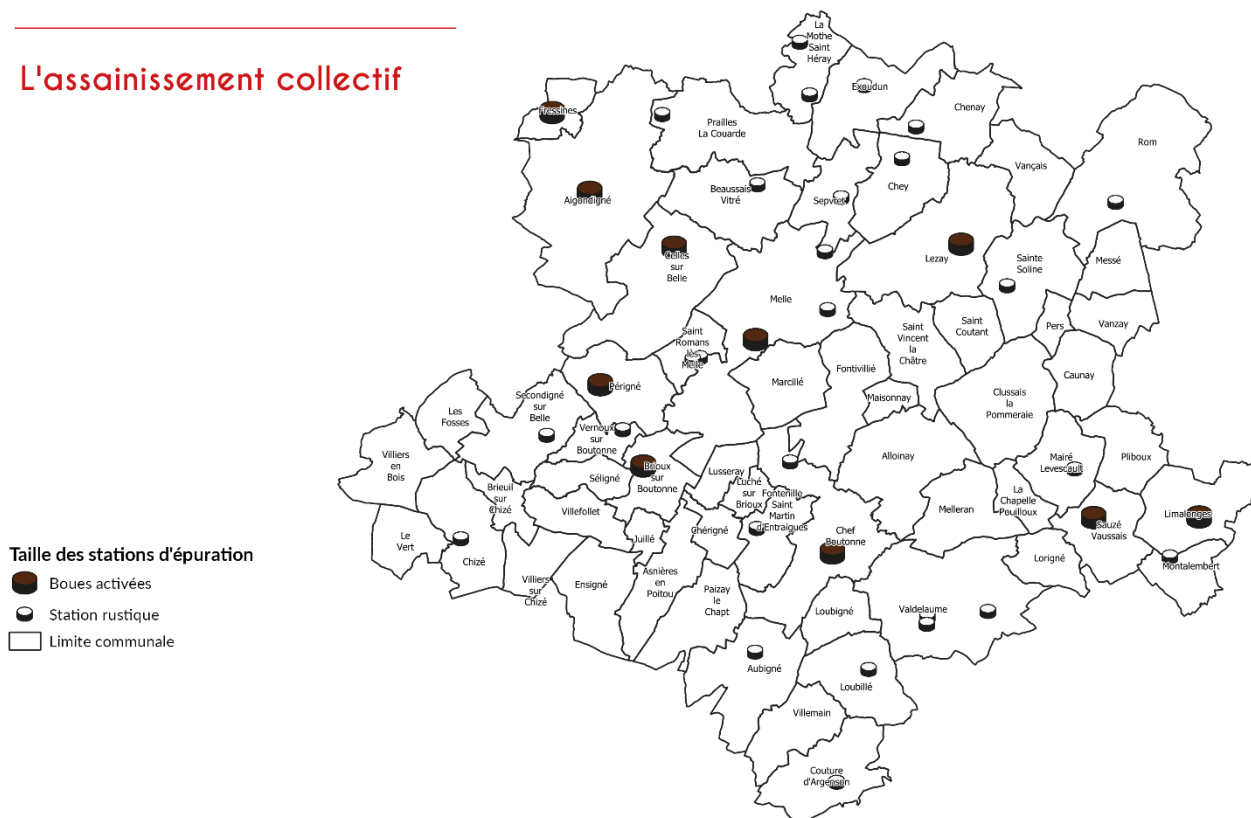 L'assainissement collectif
La
Mothe
Saint
Héray
Exoudun
Fressines
Chenay
Prailles
La Couarde
Rom
Vançais
Chey
Beaussais
Vitré
Sepvret
Aigondigné
Celles
sur
Belle
Lezay
Sainte
Soline
Messé
Melle
Saint
Coutant
Pers
Vanzay
Saint
Vincent
la
Châtre
Saint
Romans
lès
Melle
Fontivillié
Marcillé
Caunay
Périgné
Clussais
la
Pommeraie
Maisonnay
Secondigné
sur
Belle
Les
Fosses
Vernoux
sur
Boutonne
Villiers
en
Bois
Alloinay
Mairé
Levescault
Pliboux
Brioux
sur
Boutonne
Lusseray
Séligné
Luché
sur
Brioux
Brieuil
sur
Chizé
Fontenille
Saint
Martin
d'Entraigues
La
Chapelle
Pouilloux
Melleran
Villefollet
Limalonges
Sauzé
Vaussais
Chérigné
Chef
Boutonne
Juillé
Le
Vert
Chizé
Lorigné
Montalembert
Asnières
en
Poitou
Ensigné
Villiers
sur
Chizé
Paizay
le
Chapt
Loubigné
Valdelaume
Aubigné
Loubillé
Villemain
Couture
d'Argenson
Taille des stations d'épuration
Boues activées
Station rustique
Limite communale